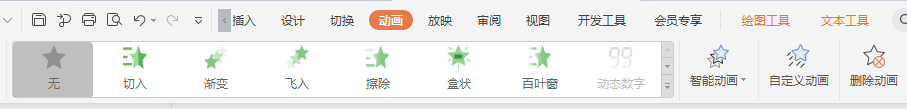 插入 设计 切换 动画 放映 审阅 视图 开发工具 会员专享 绘图工具 文本工具
无 切入 渐变 飞入 擦除 盒状 百叶窗 动态数字 智能动画 自定义动画 删除动画